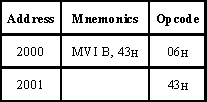 Address Mnemonics Opcode
2000 MVI B, 43H 06H
2001 43H